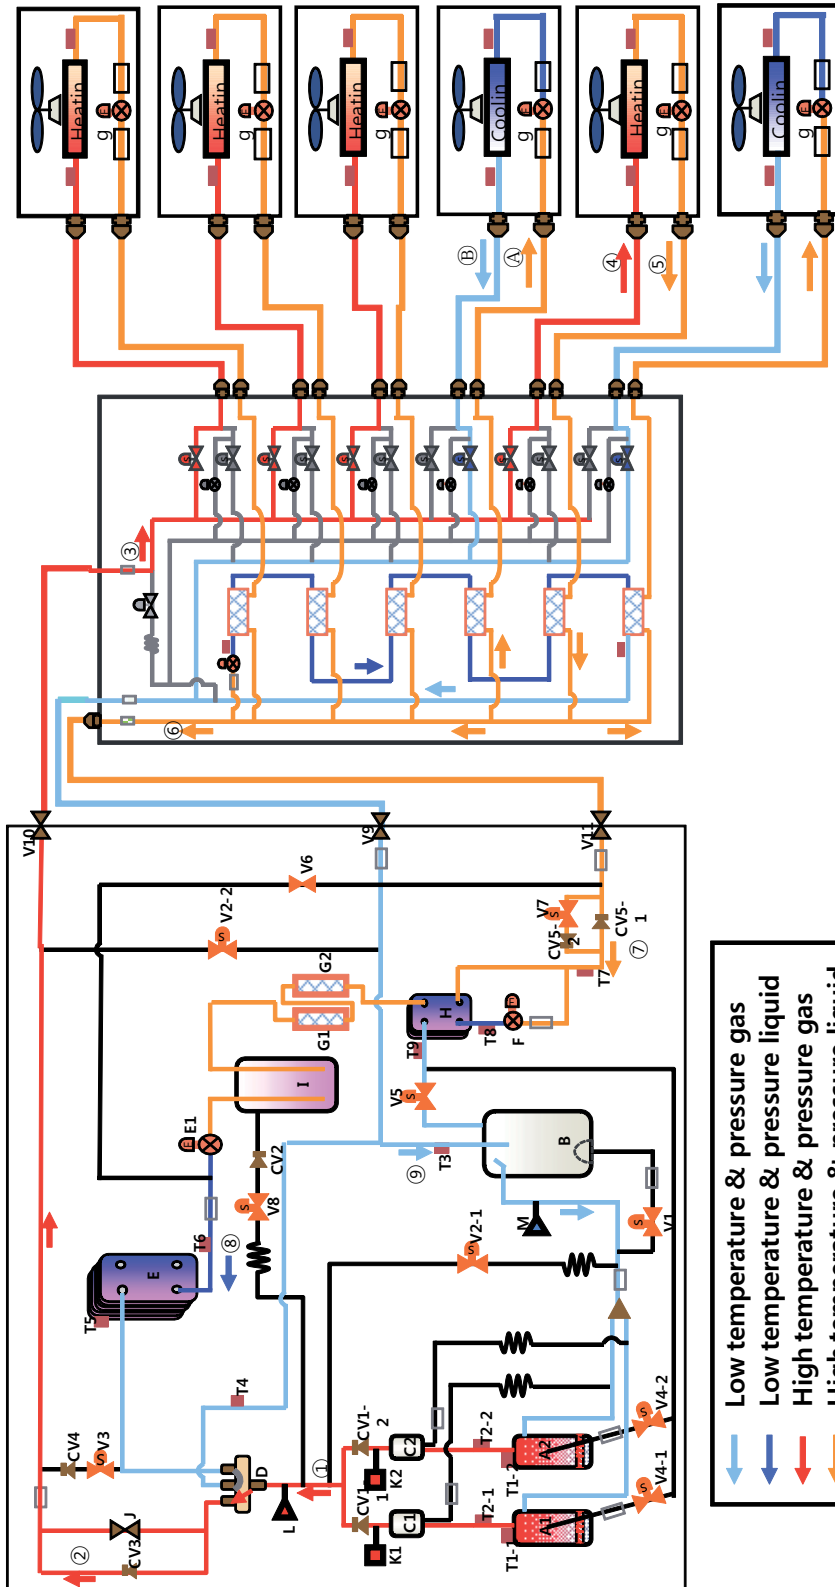 Heatin
g
Heatin
g
Heatin
g
Coolin
g
Heatin
g
Coolin
g
Ⓑ
Ⓐ
④
⑤
S
S
S
S
S
S
S
S
S
S
S
S
③
⑥
V10
V9
V11
V6
S
V2-2
S
V7
CV5-
2
CV5-
1
⑦
T7
G2
G1
H
T9
T8
F
E
I
E
E1
CV2
S
V8
S
V5
⑨
T3
B
M
S
V1
S
V2-1
T6
⑧
E
T5
T4
CV4
S
V3
D
J
CV3
②
L
①
CV1-
2
CV1-
1
K2
K1
C2
C1
T2-2
T2-1
T1-2
T1-1
A2
A1
S
V4-2
S
V4-1
Low temperature & pressure gas
Low temperature & pressure liquid
High temperature & pressure gas
High temperature & pressure liquid